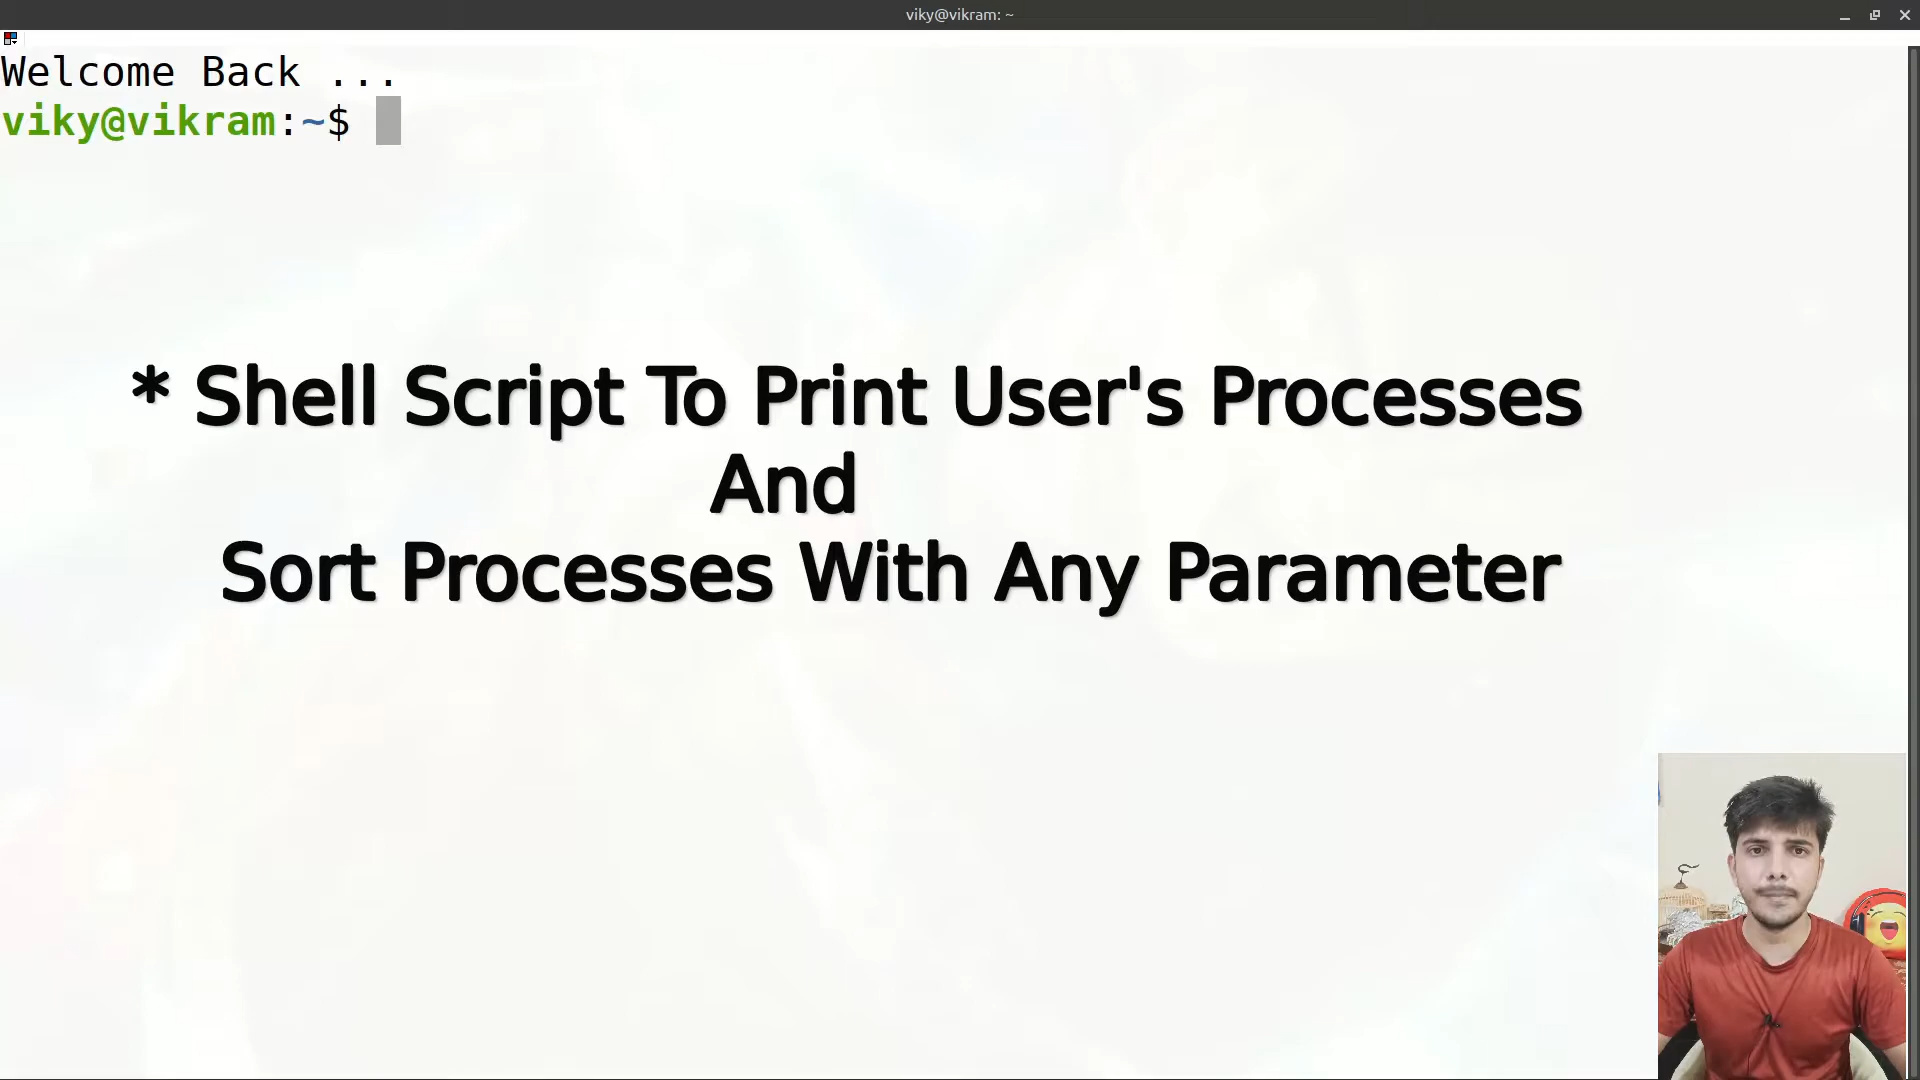 viky@vikram: ~
Welcome Back ...
viky@vikram:~$
* Shell Script To Print User's Processes
And
Sort Processes With Any Parameter